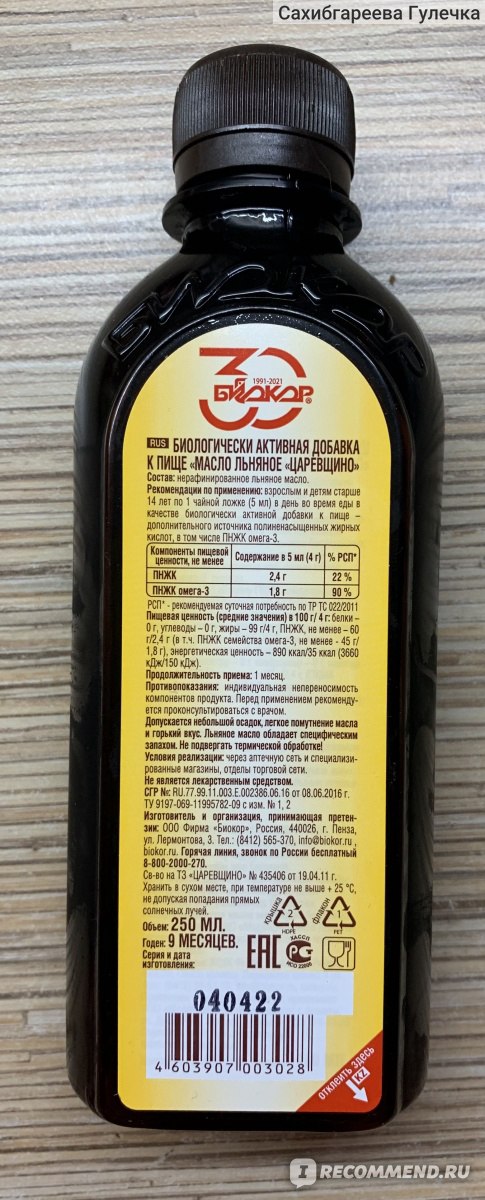 Сахибгареева Гулечка
БИОКОР
30
1991-2021
БИОКОР®
RUS БИОЛОГИЧЕСКИ АКТИВНАЯ ДОБАВКА
К ПИЩЕ «МАСЛО ЛЬНЯНОЕ «ЦАРЕВЩИНО»
Состав: нерафинированное льняное масло.
Рекомендации по применению: взрослым и детям старше
14 лет по 1 чайной ложке (5 мл) в день во время еды в
качестве биологически активной добавки к пище –
дополнительного источника полиненасыщенных жирных
кислот, в том числе ПНЖК омега-3.
Компоненты пищевой ценности, не менее Содержание в 5 мл (4 г) % РСП*
ПНЖК 2,4 г 22 %
ПНЖК омега-3 1,8 г 90 %
РСП* - рекомендуемая суточная потребность по ТР ТС 022/2011
Пищевая ценность (средние значения) в 100 г/ 4 г: белки –
0 г, углеводы – 0 г, жиры – 99 г/4 г, ПНЖК, не менее – 60
г/2,4 г (в т.ч. ПНЖК семейства омега-3, не менее - 45 г/
1,8 г), энергетическая ценность – 890 ккал/35 ккал (3660
кДж/150 кДж).
Продолжительность приема: 1 месяц.
Противопоказания: индивидуальная непереносимость
компонентов продукта. Перед применением рекоменду-
ется проконсультироваться с врачом.
Допускается небольшой осадок, легкое помутнение масла
и горький вкус. Льняное масло обладает специфическим
запахом. Не подвергать термической обработке!
Условия реализации: через аптечную сеть и специализи-
рованные магазины, отделы торговой сети.
Не является лекарственным средством.
СГР № RU.77.99.11.003.Е.002386.06.16 от 08.06.2016 г.
ТУ 9197-069-11995782-09 с изм. № 1, 2
Изготовитель и организация, принимающая претен-
зии: ООО Фирма «Биокор», Россия, 440026, г. Пенза,
ул. Лермонтова, 3. Тел.: (8412) 565-370, info@biokor.ru,
biokor.ru. Горячая линия, звонок по России бесплатный
8-800-2000-270.
Св-во на ТЗ «ЦАРЕВЩИНО» № 435406 от 19.04.11 г.
Хранить в сухом месте, при температуре не выше + 25 °С,
не допуская попадания прямых
солнечных лучей.
Объем: 250 МЛ.
Годен: 9 МЕСЯЦЕВ.
Серия и дата
изготовления:
крышка
2
HDPE
флакон
1
PET
EAC
ХАССП
РС
ИСО 22000
040422
4 603907 003028
отклеить здесь
KZ
IRECOMMEND.RU